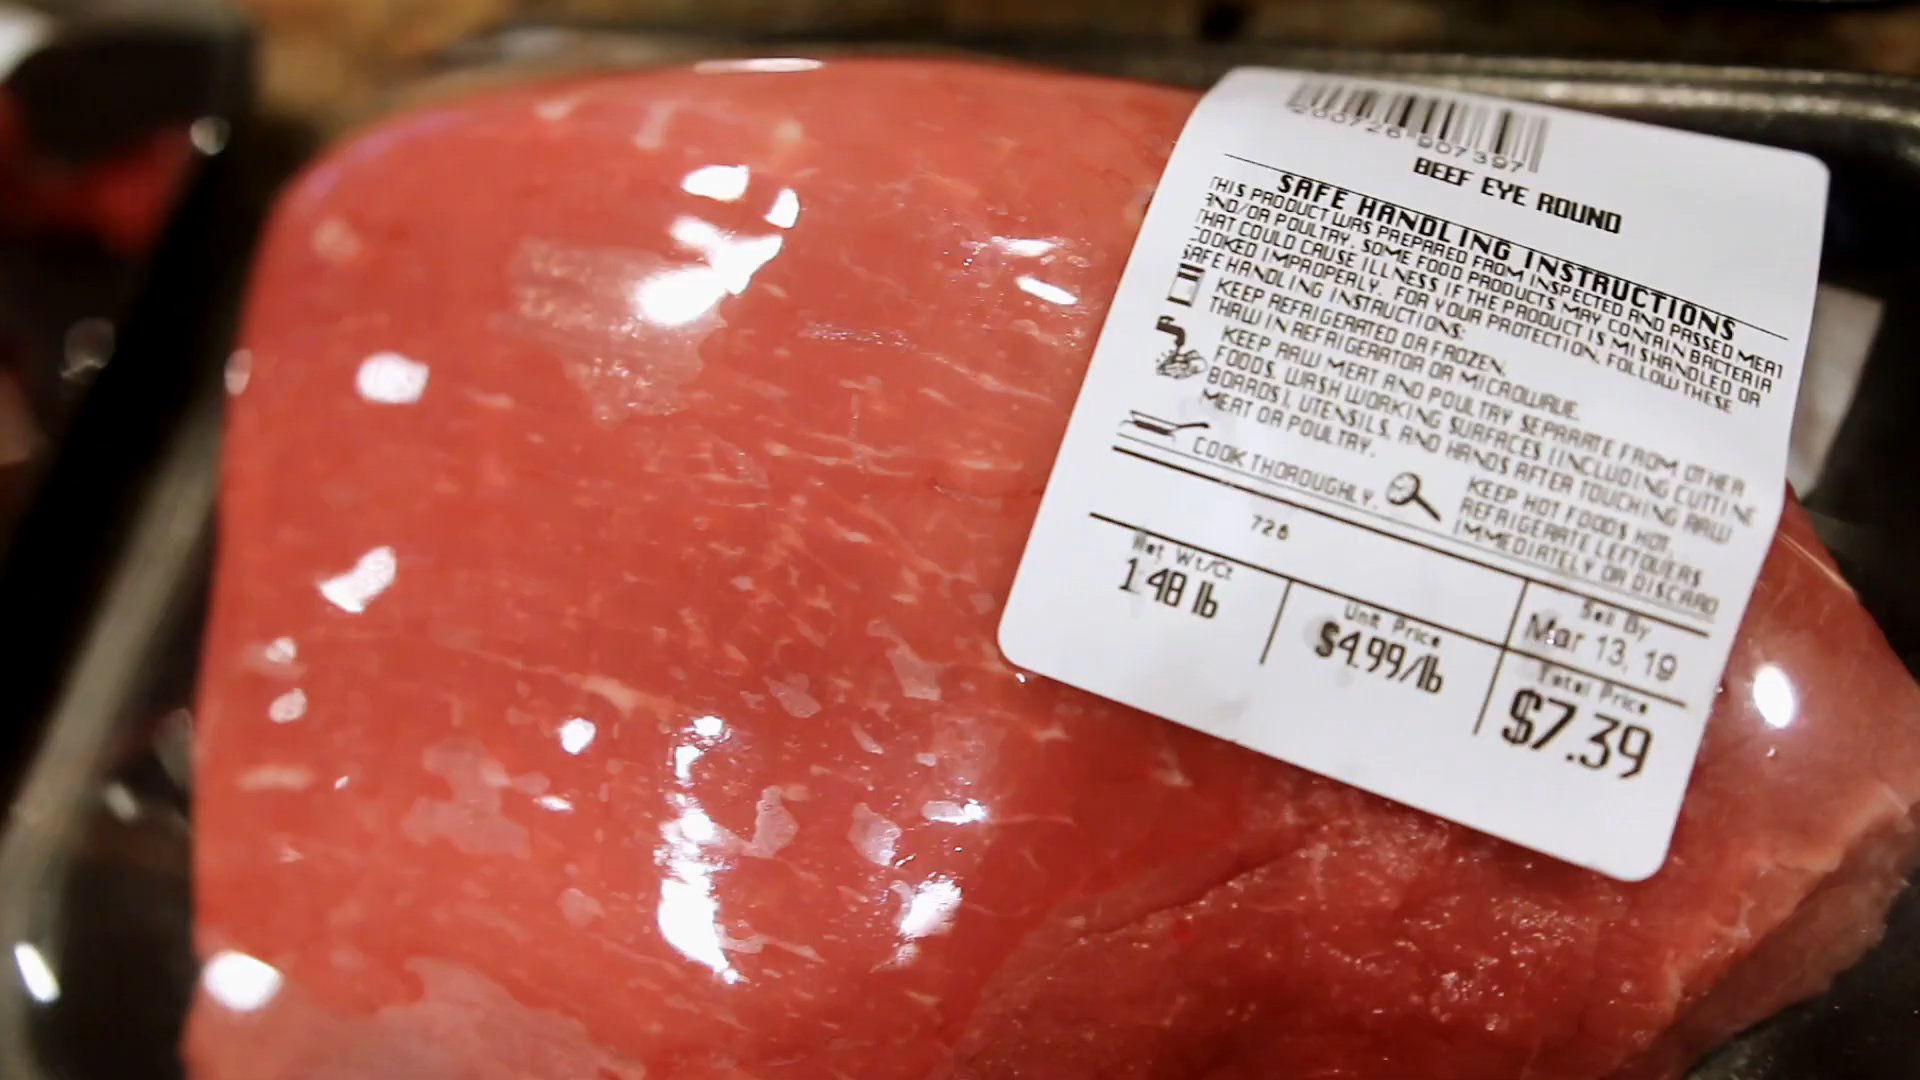 200726 907397
BEEF EYE ROUND
SAFE HANDLING INSTRUCTIONS
THIS PRODUCT WAS PREPARED FROM INSPECTED AND PASSED MEAT
AND/OR POULTRY. SOME FOOD PRODUCTS MAY CONTAIN BACTERIA
THAT COULD CAUSE ILLNESS IF THE PRODUCT IS MISHANDLED OR
COOKED IMPROPERLY. FOR YOUR PROTECTION, FOLLOW THESE
SAFE HANDLING INSTRUCTIONS:
KEEP REFRIGERATED OR FROZEN.
THAW IN REFRIGERATOR OR MICROWAVE.
KEEP RAW MEAT AND POULTRY SEPARATE FROM OTHER
FOODS. WASH WORKING SURFACES (INCLUDING CUTTING
BOARDS), UTENSILS, AND HANDS AFTER TOUCHING RAW
MEAT OR POULTRY.
COOK THOROUGHLY.
KEEP HOT FOODS HOT.
REFRIGERATE LEFTOVERS
IMMEDIATELY OR DISCARD
726
Net Wt/Ct
1.48 lb
Unit Price
$4.99/lb
Sell By
Mar 13, 19
Total Price
$7.39